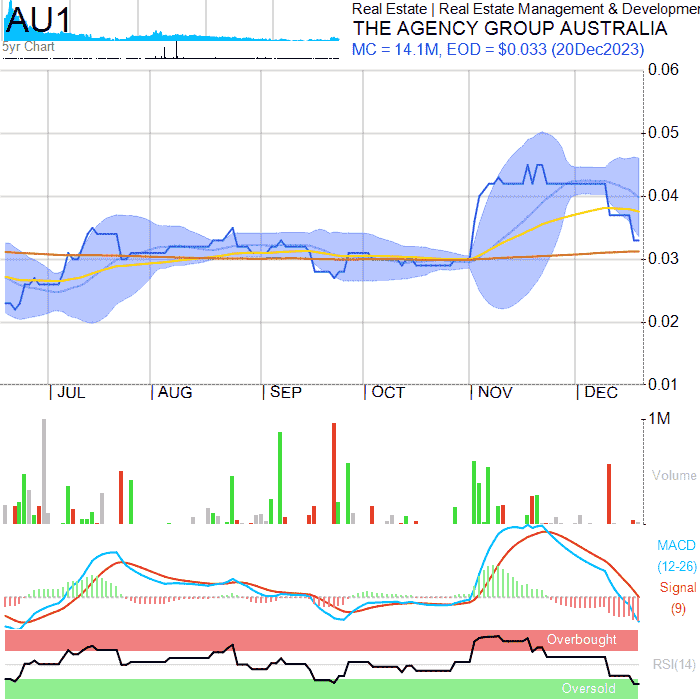 AU1
Real Estate | Real Estate Management & Developmen
THE AGENCY GROUP AUSTRALIA
5yr Chart
MC = 14.1M, EOD = $0.033 (20Dec2023)
0.06
0.05
0.04
0.03
0.02
0.01
| JUL | AUG | SEP | OCT | NOV | DEC
1M
Volume
MACD
(12-26)
Signal
(9)
Overbought
RSI(14)
Oversold